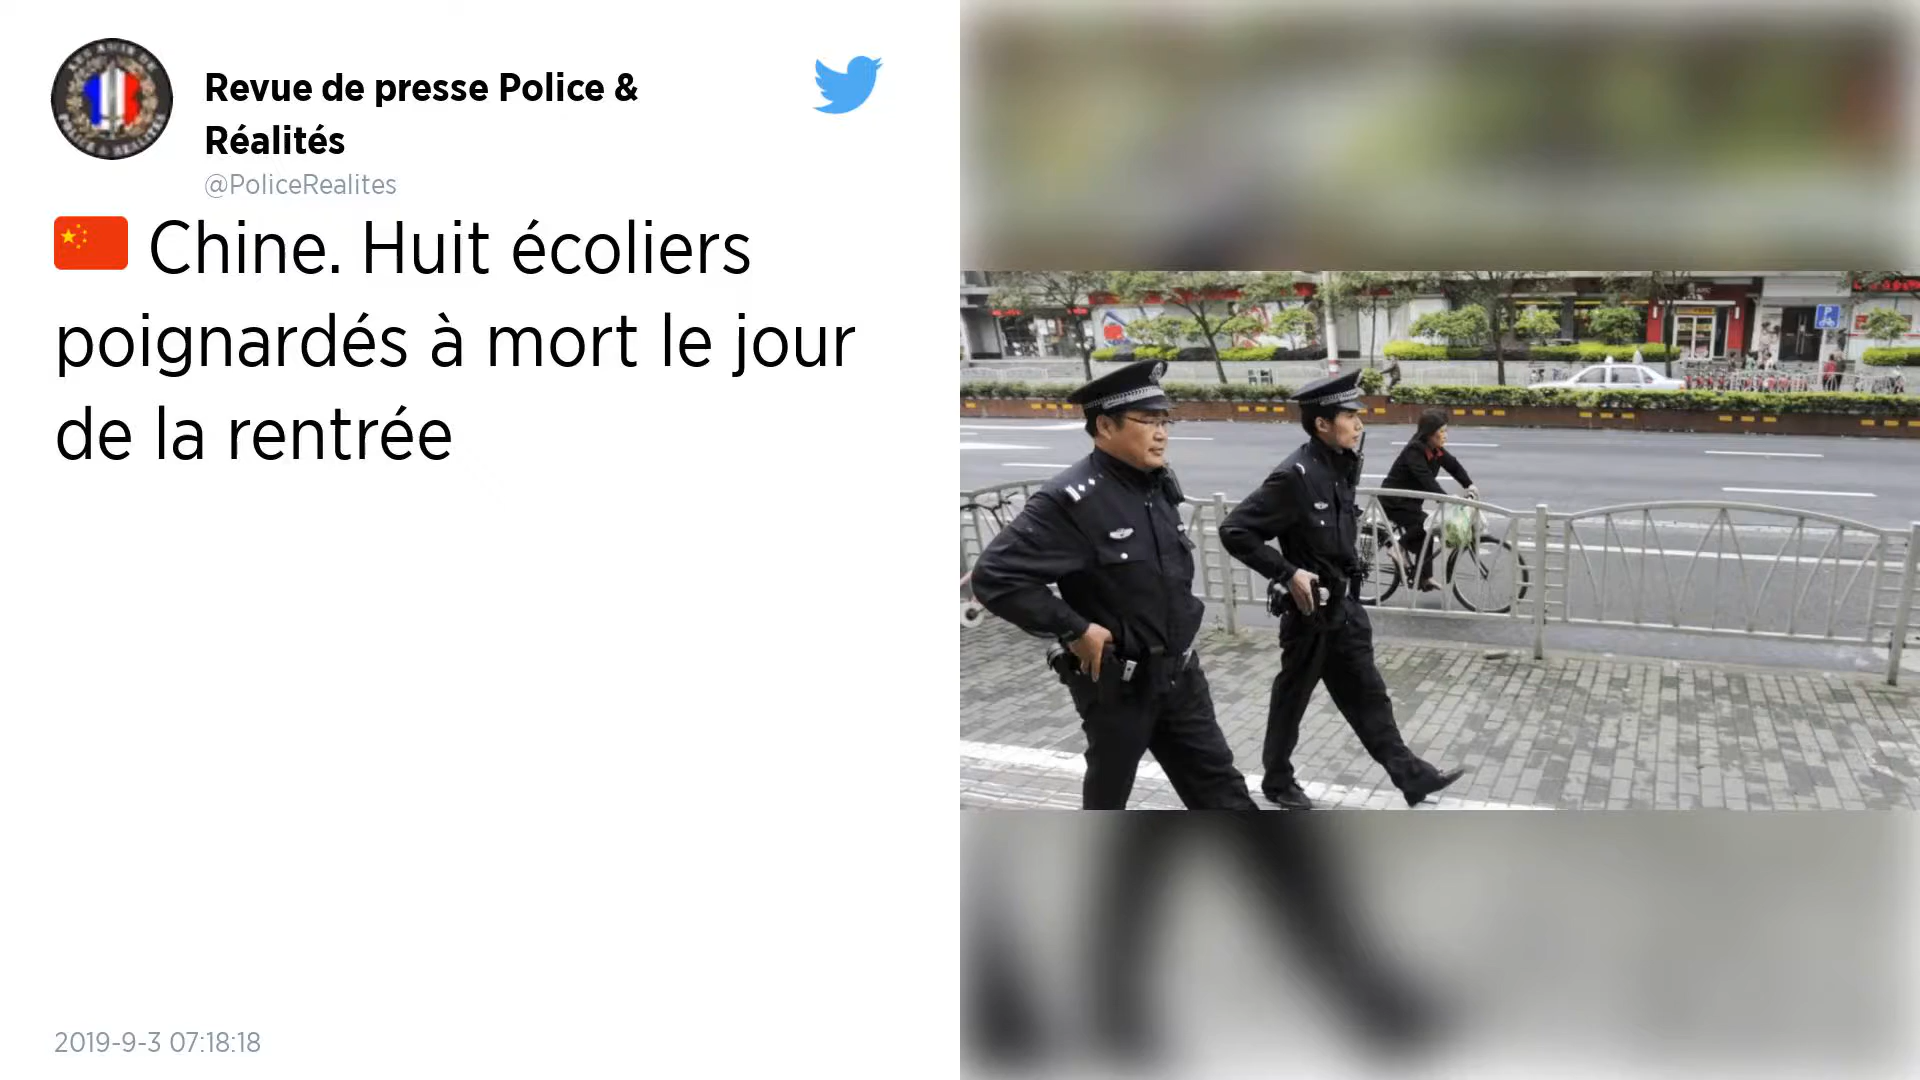 Revue de presse Police &
Réalités
@PoliceRealites
Chine. Huit écoliers
poignardés à mort le jour
de la rentrée
2019-9-3 07:18:18